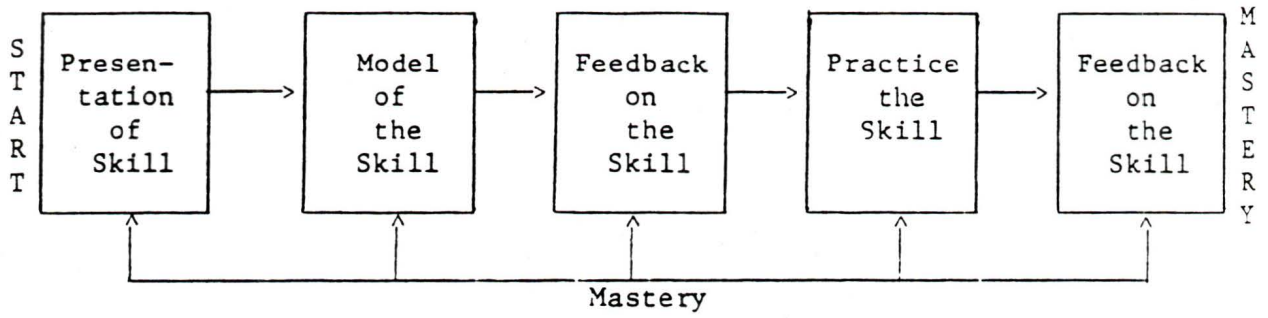 START
Presen-
tation
of
Skill
Model
of
the
Skill
Feedback
on
the
Skill
Practice
the
Skill
Feedback
on
the
Skill
MASTERY
Mastery